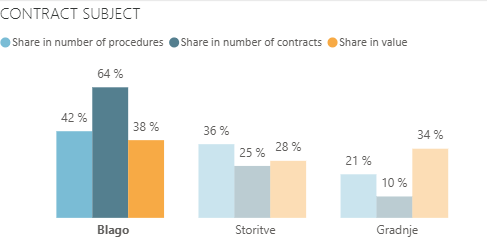 CONTRACT SUBJECT
Share in number of procedures Share in number of contracts Share in value
42 % 64 % 38 % 36 % 25 % 28 % 21 % 10 % 34 %
Blago Storitve Gradnje